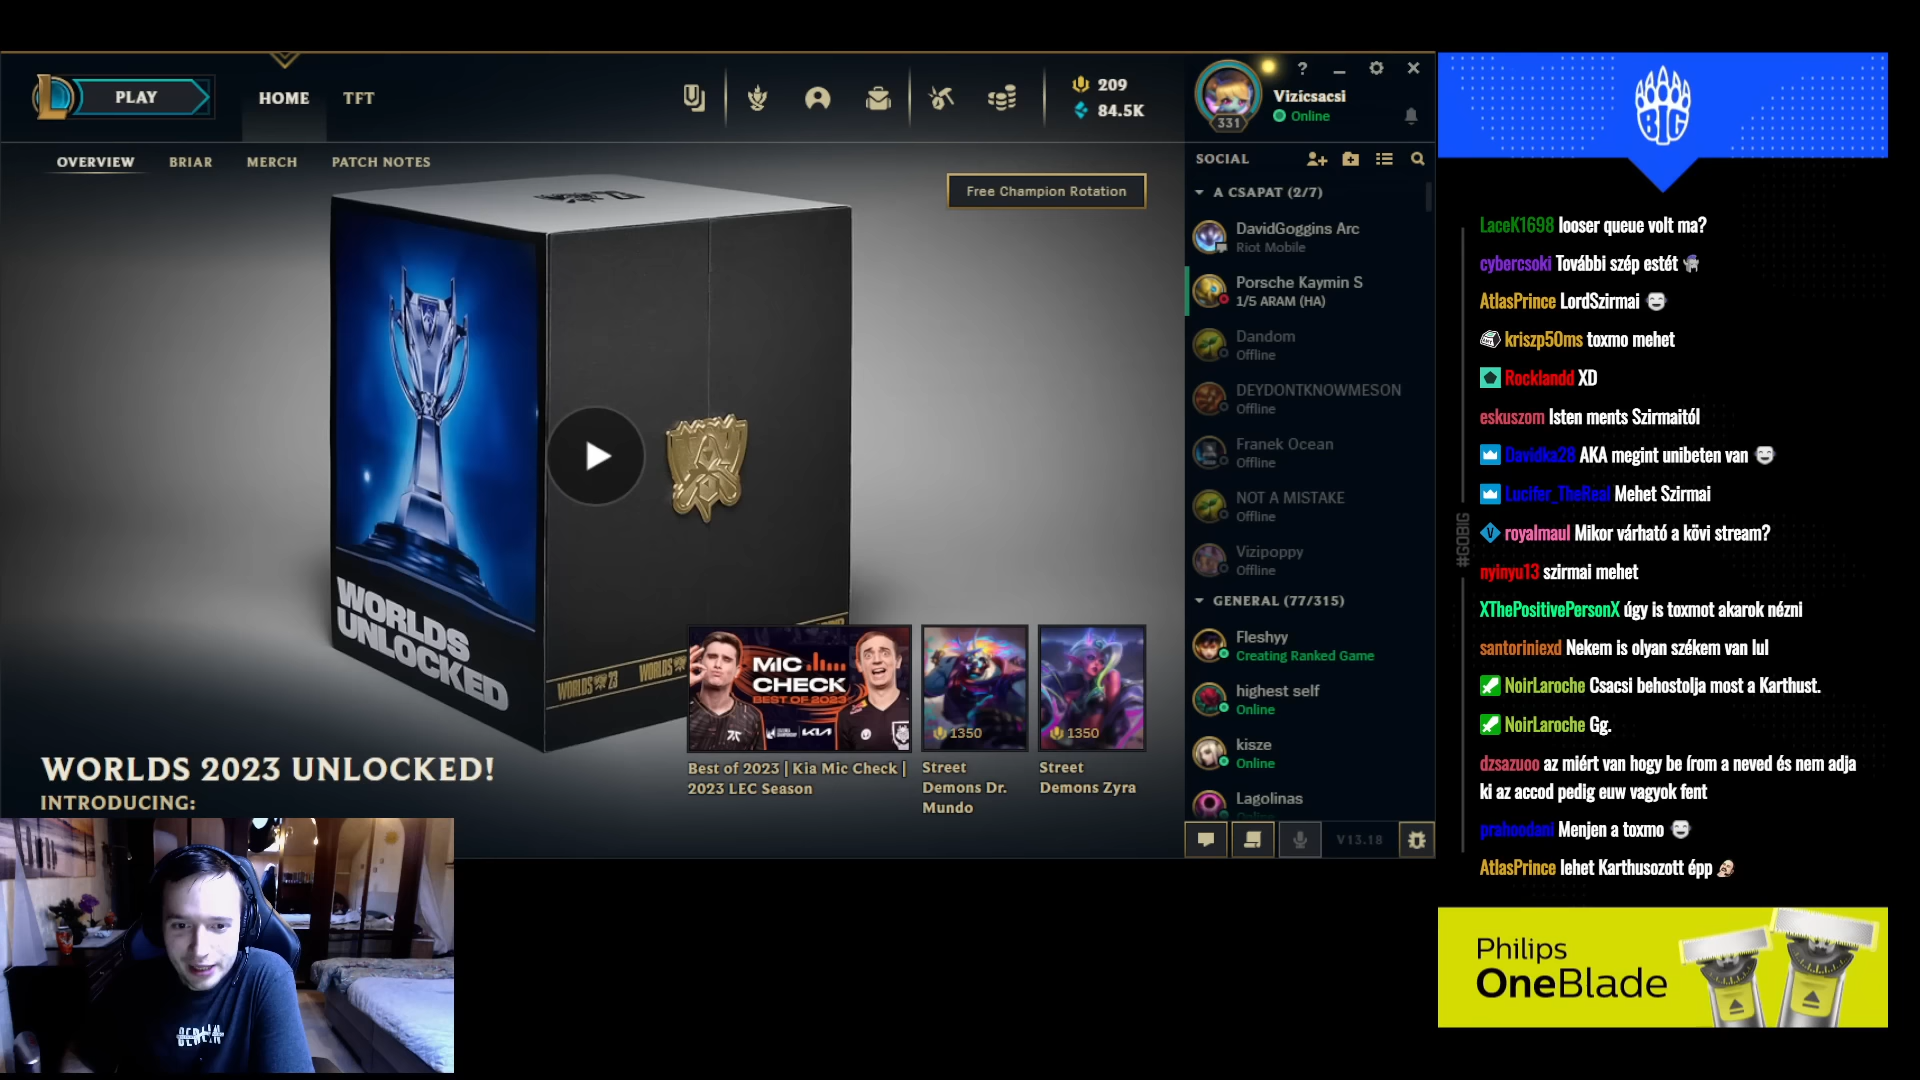 PLAY
HOME
TFT
209
84.5K
331
Vizicsacsi
Online
OVERVIEW
BRIAR
MERCH
PATCH NOTES
Free Champion Rotation
WORLDS
UNLOCKED
WORLDS 23
WORLDS
MIC
CHECK
BEST OF 2023
KIA
1350
1350
WORLDS 2023 UNLOCKED!
INTRODUCING:
Best of 2023 | Kia Mic Check |
2023 LEC Season
Street
Demons Dr.
Mundo
Street
Demons Zyra
BERLIN
SOCIAL
A CSAPAT (2/7)
DavidGoggins Arc
Riot Mobile
Porsche Kaymin S
1/5 ARAM (HA)
Dandom
Offline
DEYDONTKNOWMESON
Offline
Franek Ocean
Offline
NOT A MISTAKE
Offline
Vizipoppy
Offline
GENERAL (77/315)
Fleshyy
Creating Ranked Game
highest self
Online
kisze
Online
Lagolinas
Online
V13.18
BIG
#GOBIG
LaceK1698 looser queue volt ma?
cybercsoki További szép estét
AtlasPrince LordSzirmai
kriszp50ms toxmo mehet
Rocklandd XD
eskuszom Isten ments Szirmaitól
Davidka28 AKA megint unibeten van
Lucifer_TheReal Mehet Szirmai
royalmaul Mikor várható a kövi stream?
nyinyu13 szirmai mehet
XThePositivePersonX úgy is toxmot akarok nézni
santoriniexd Nekem is olyan székem van lul
NoirLaroche Csacsi behostolja most a Karthust.
NoirLaroche Gg.
dzsazuoo az miért van hogy be írom a neved és nem adja
ki az accod pedig euw vagyok fent
prahoodani Menjen a toxmo
AtlasPrince lehet Karthusozott épp
Philips
OneBlade